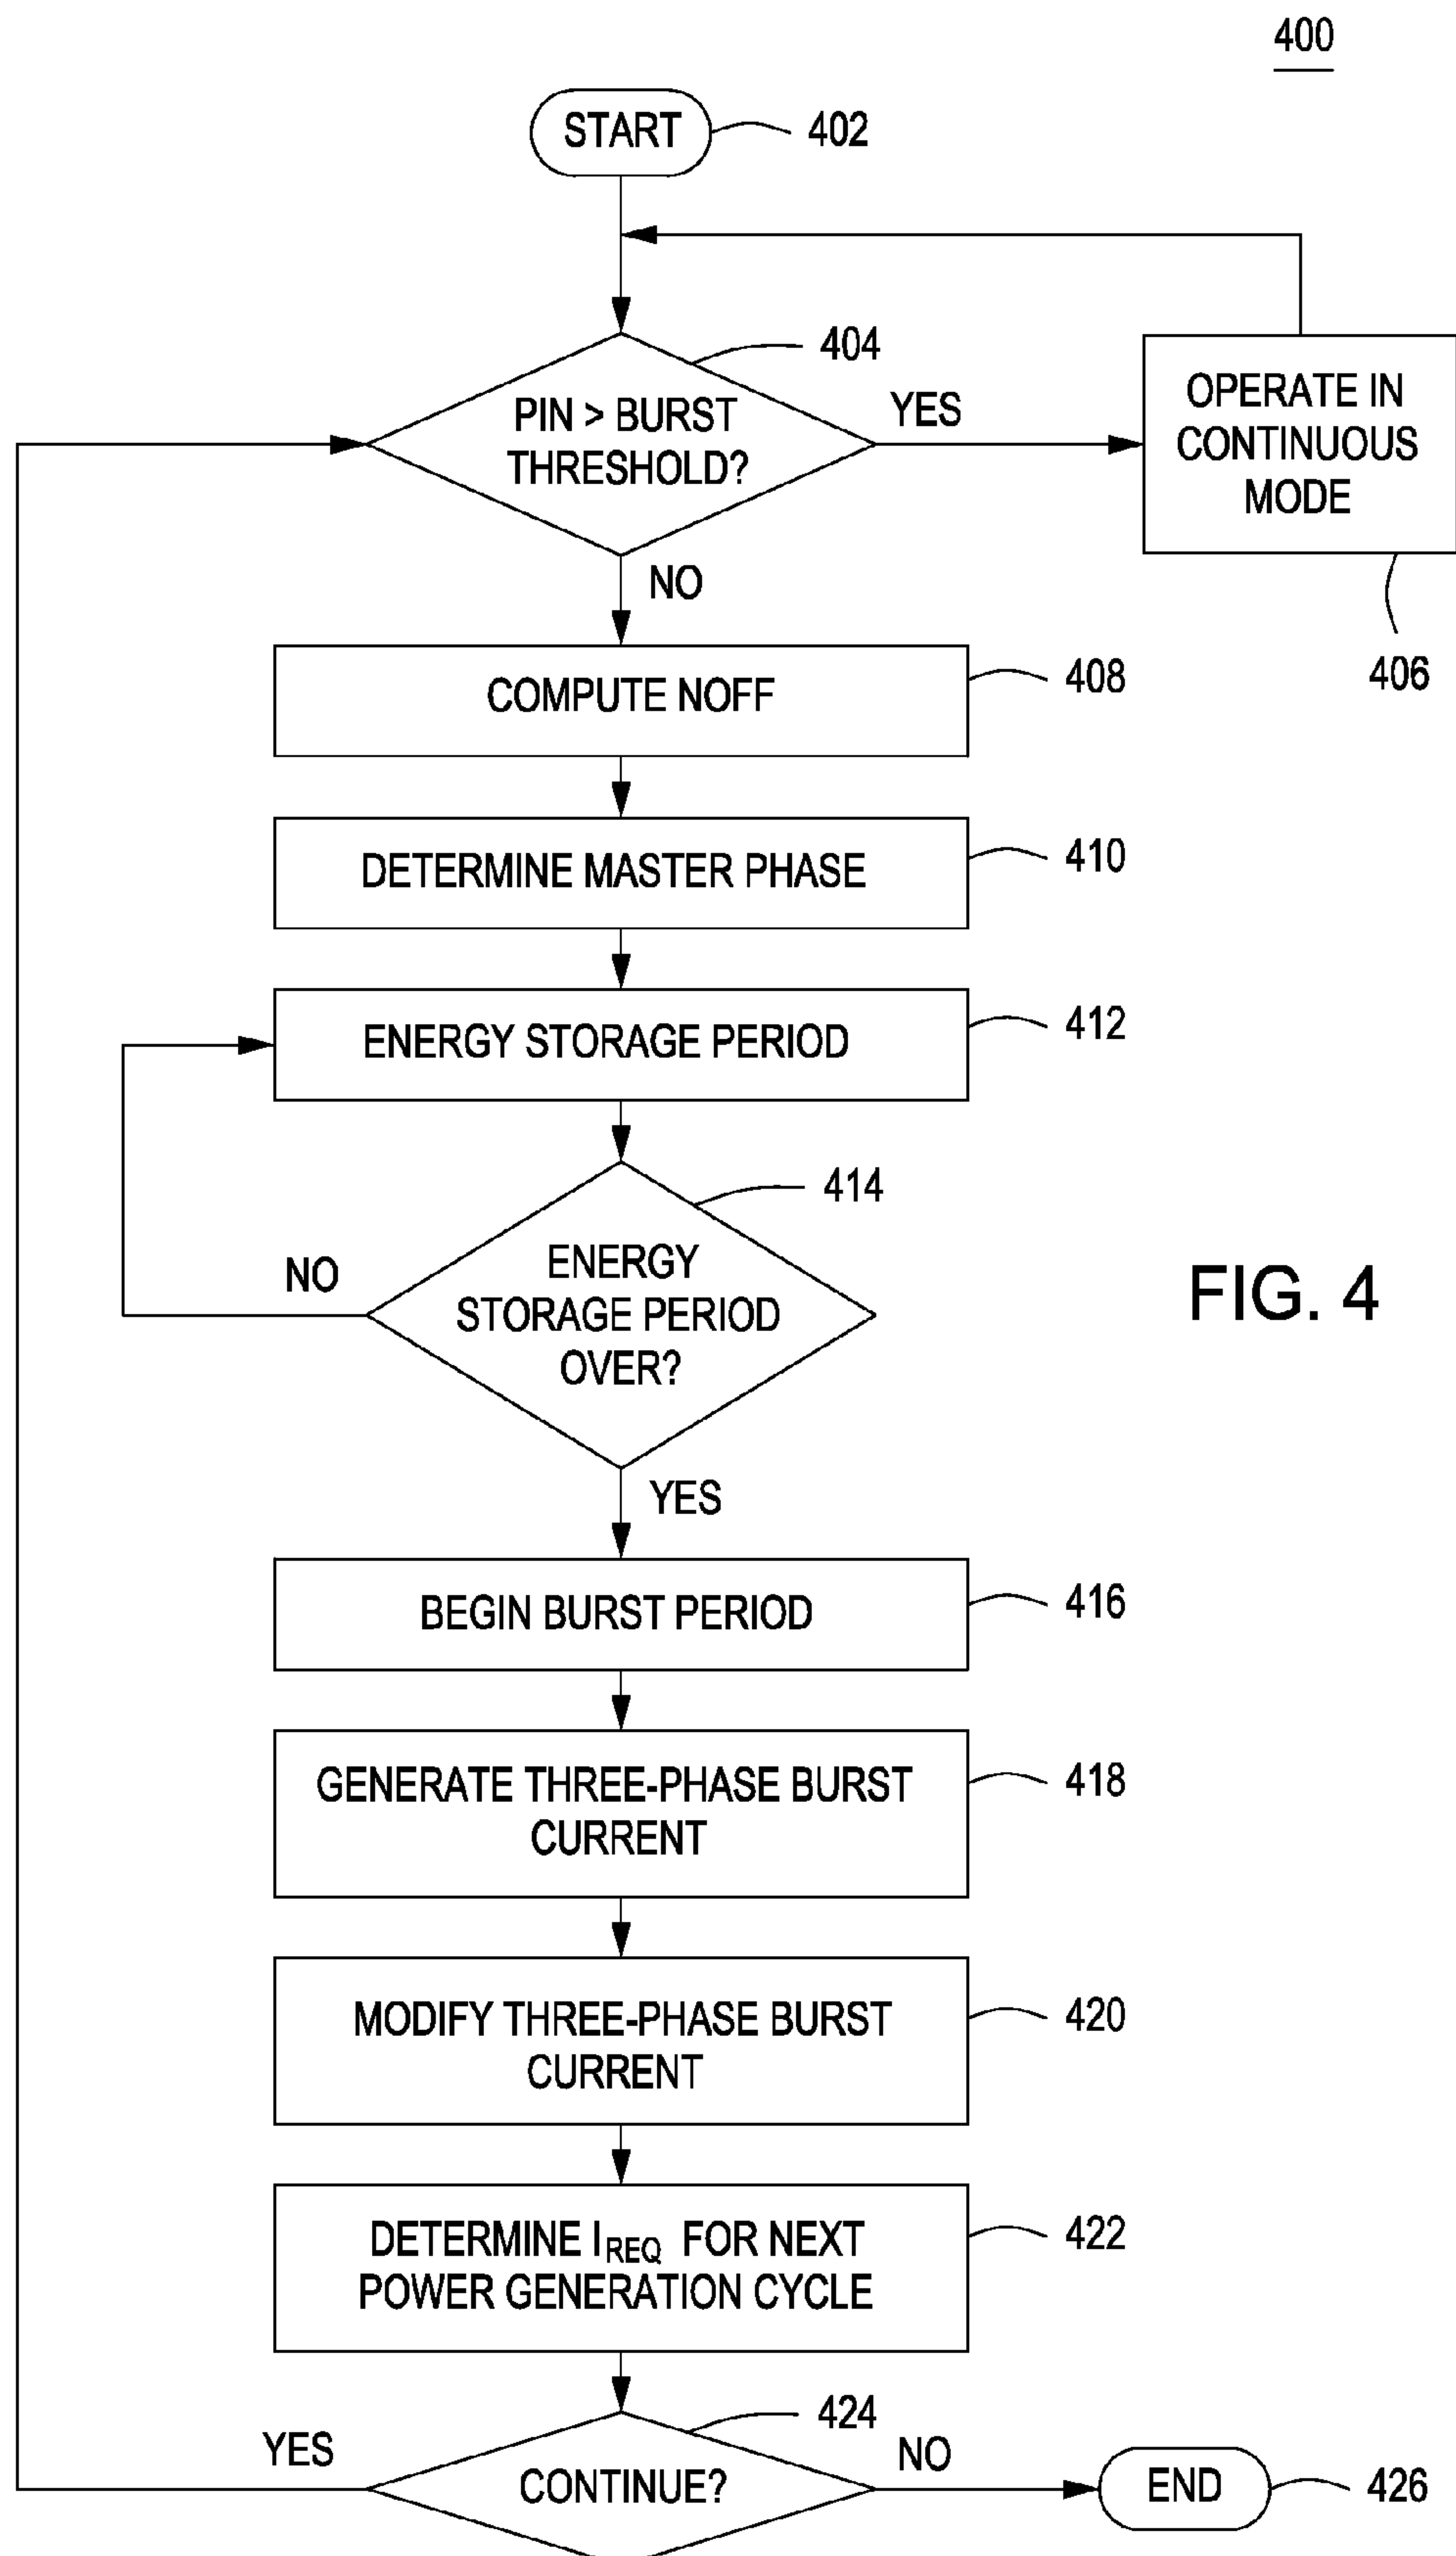 400
START
402
404
PIN > BURST
THRESHOLD?
YES
OPERATE IN
CONTINUOUS
MODE
406
NO
COMPUTE NOFF
408
DETERMINE MASTER PHASE
410
ENERGY STORAGE PERIOD
412
414
ENERGY
STORAGE PERIOD
OVER?
NO
FIG. 4
YES
BEGIN BURST PERIOD
416
GENERATE THREE-PHASE BURST
CURRENT
418
MODIFY THREE-PHASE BURST
CURRENT
420
DETERMINE IREQ FOR NEXT
POWER GENERATION CYCLE
422
424
YES
CONTINUE?
NO
END
426